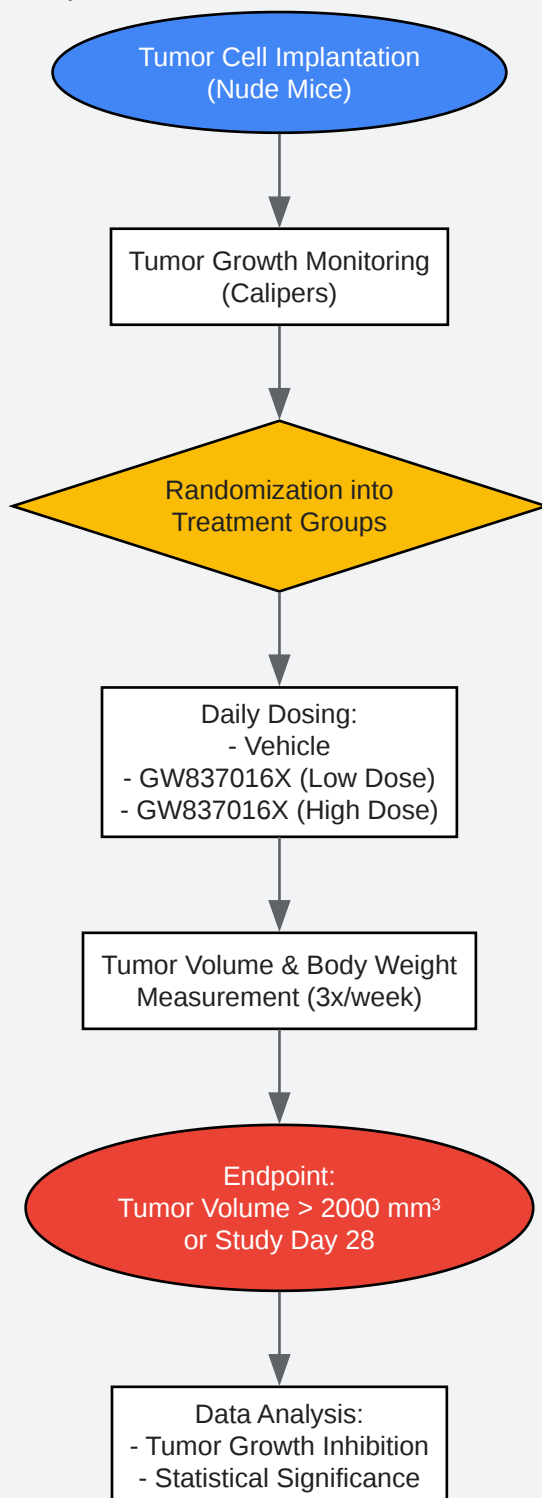 Tumor Cell Implantation
(Nude Mice)
Tumor Growth Monitoring
(Calipers)
Randomization into
Treatment Groups
Daily Dosing:
- Vehicle
- GW837016X (Low Dose)
- GW837016X (High Dose)
Tumor Volume & Body Weight
Measurement (3x/week)
Endpoint:
Tumor Volume > 2000 mm³
or Study Day 28
Data Analysis:
- Tumor Growth Inhibition
- Statistical Significance